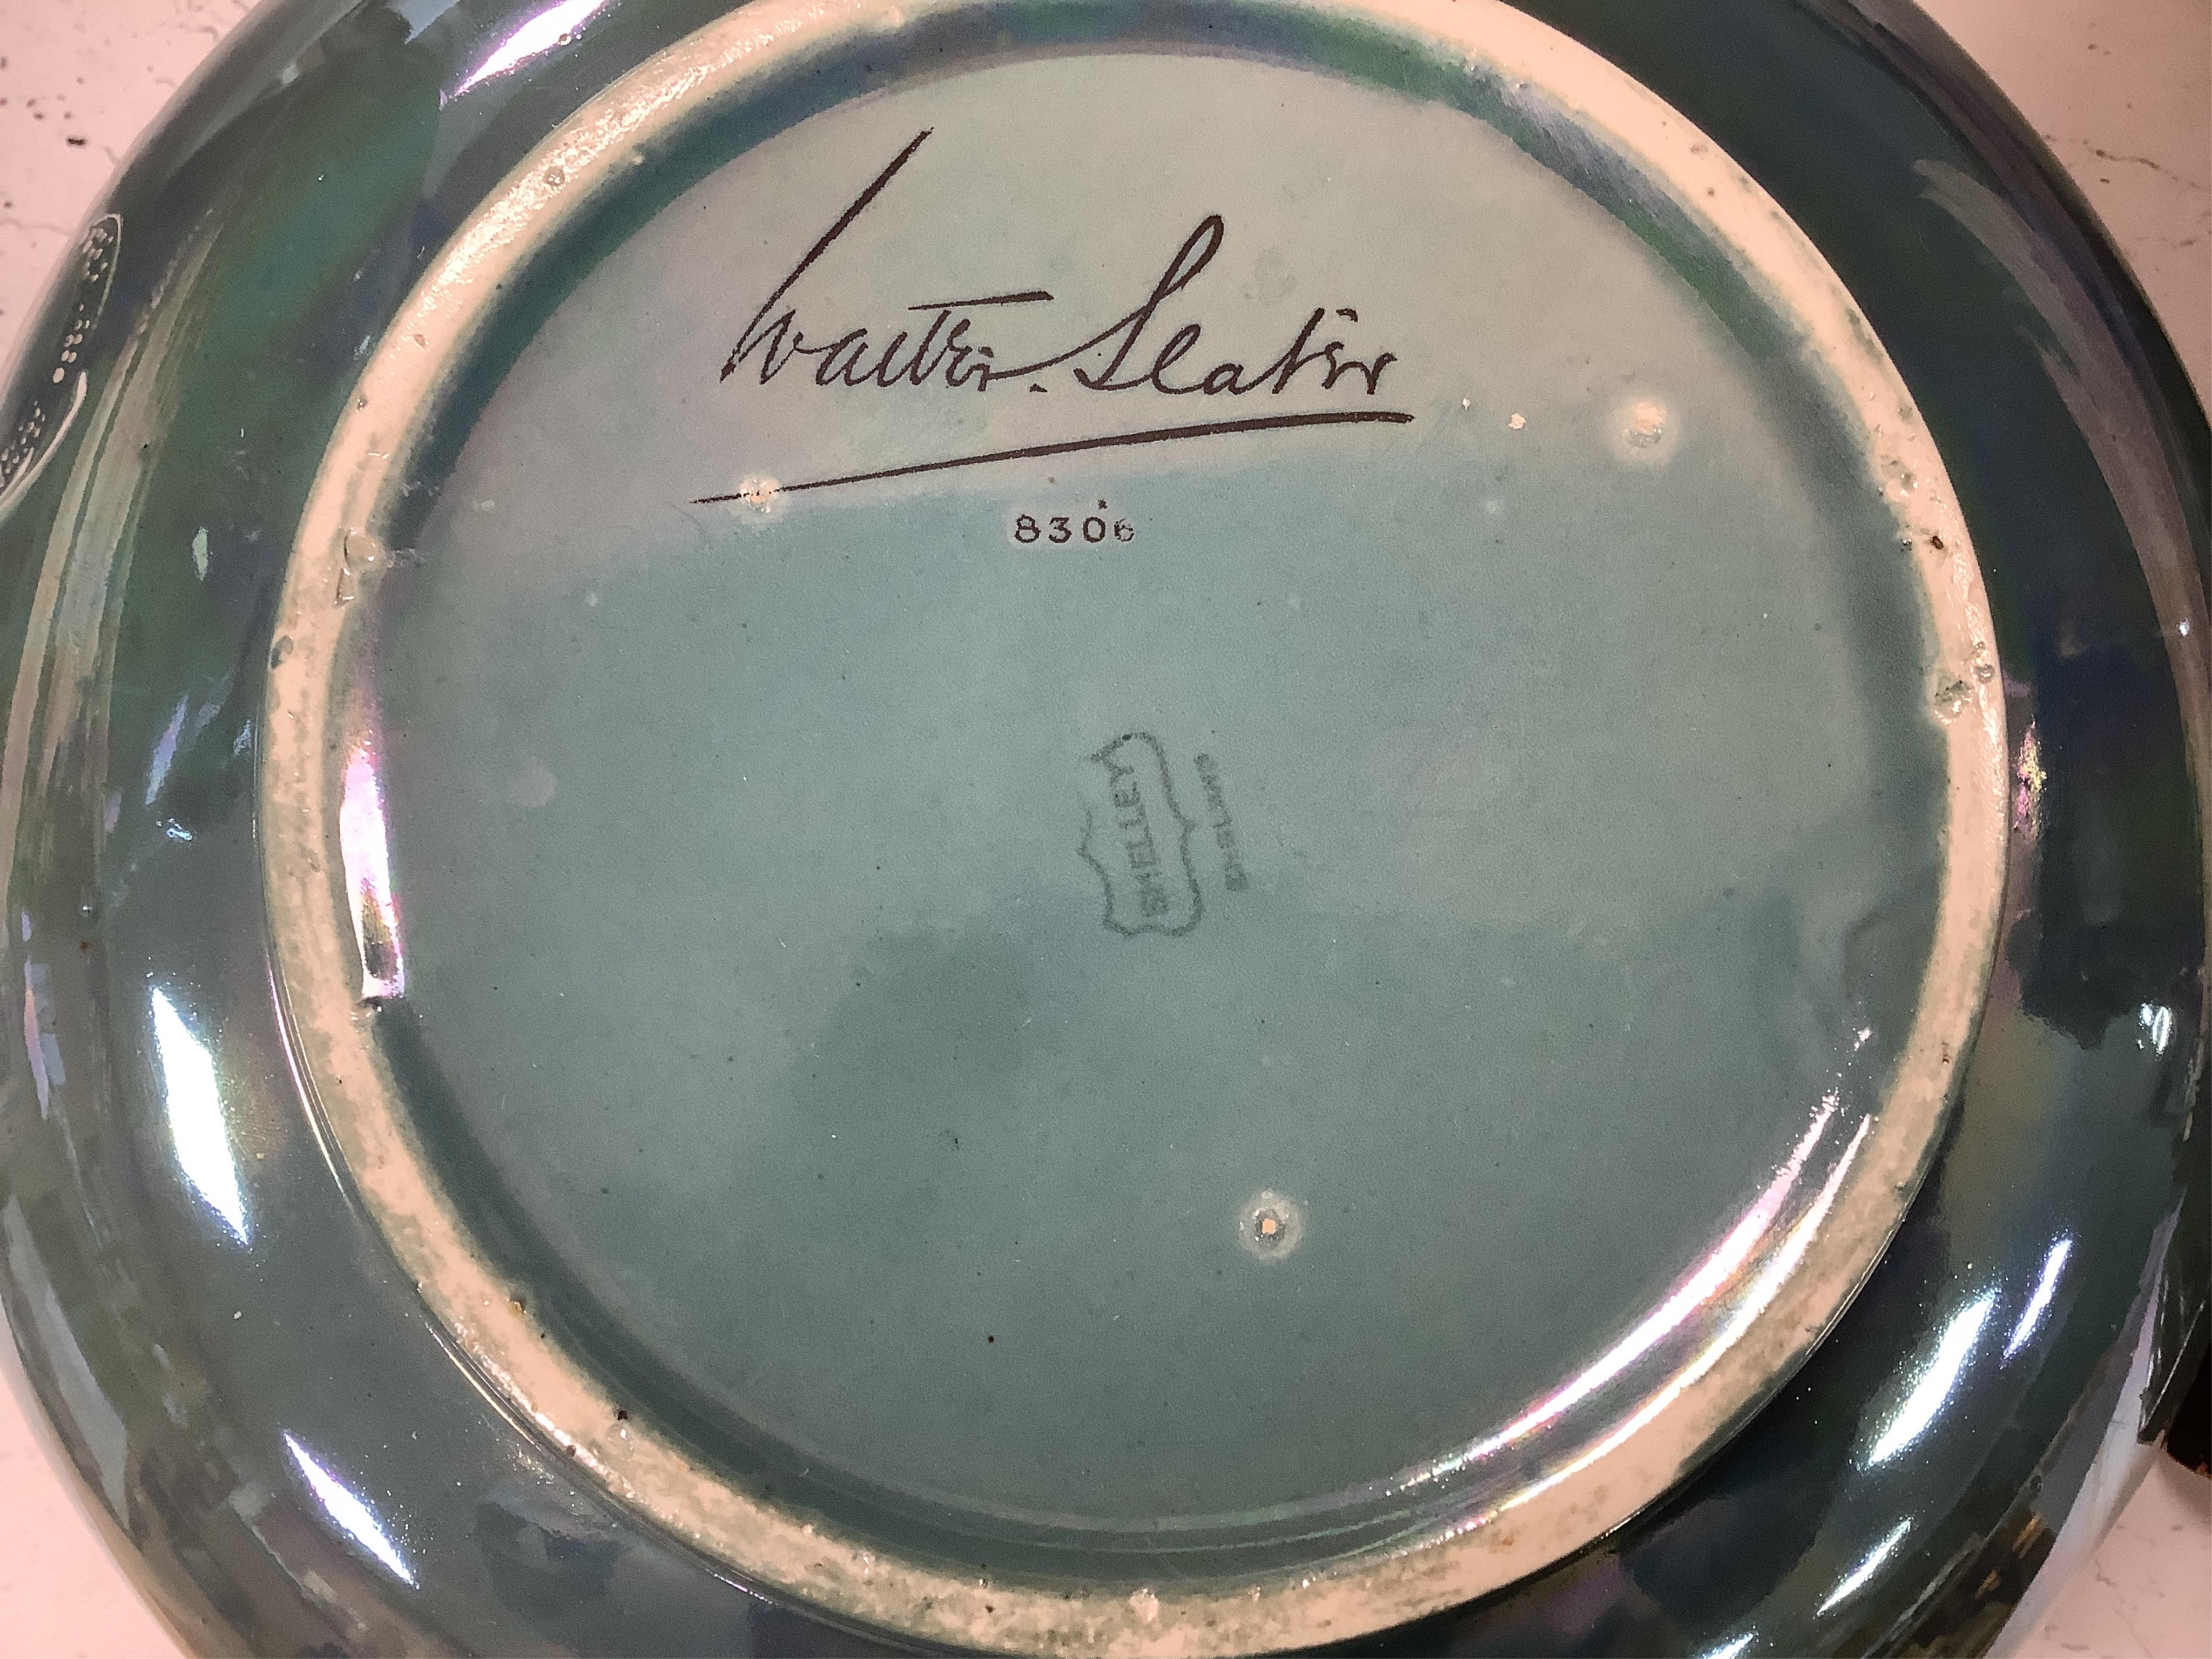 Walter Slater
8306
SHELLEY
ENGLAND